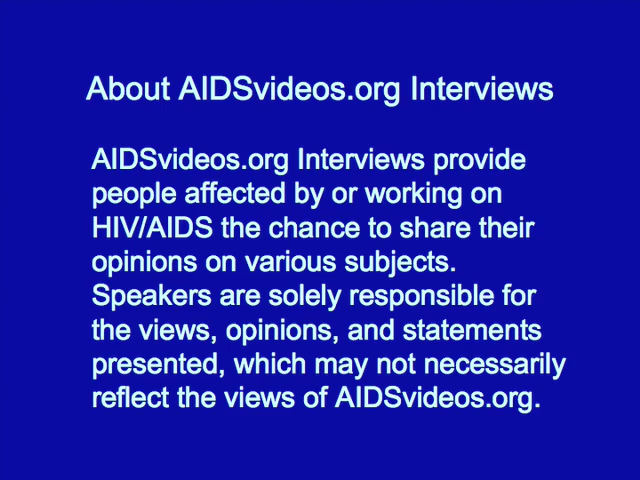 About AIDSvideos.org Interviews
AIDSvideos.org Interviews provide
people affected by or working on
HIV/AIDS the chance to share their
opinions on various subjects.
Speakers are solely responsible for
the views, opinions, and statements
presented, which may not necessarily
reflect the views of AIDSvideos.org.